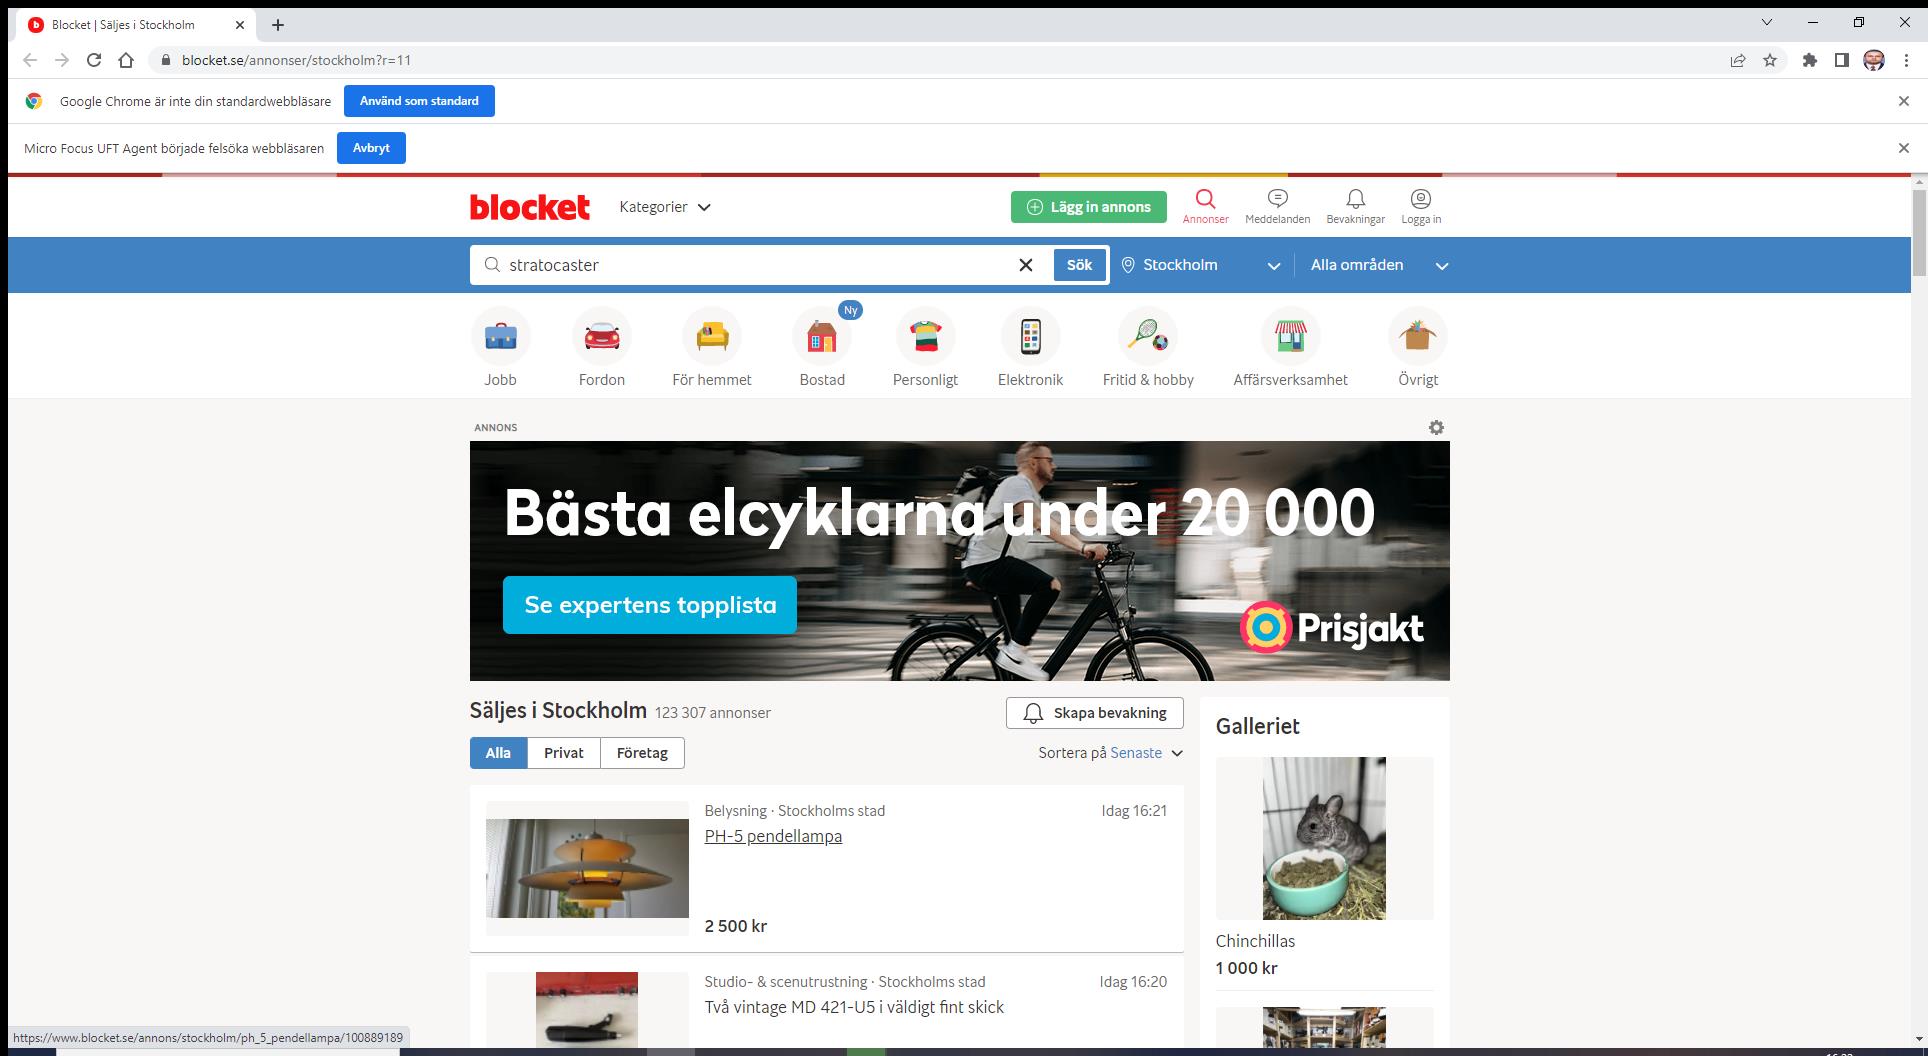 Blocket | Säljes i Stockholm
blocket.se/annonser/stockholm?r=11
Google Chrome är inte din standardwebbläsare
Använd som standard
Micro Focus UFT Agent började felsöka webbläsaren
Avbryt
blocket
Kategorier
Lägg in annons
Annonser
Meddelanden
Bevakningar
Logga in
stratocaster
Sök
Stockholm
Alla områden
Ny
Jobb
Fordon
För hemmet
Bostad
Personligt
Elektronik
Fritid & hobby
Affärsverksamhet
Övrigt
ANNONS
Bästa elcyklarna under 20 000
Se expertens topplista
Prisjakt
Säljes i Stockholm 123 307 annonser
Skapa bevakning
Alla
Privat
Företag
Sortera på Senaste
Belysning · Stockholms stad
Idag 16:21
PH-5 pendellampa
2 500 kr
Studio- & scenutrustning · Stockholms stad
Idag 16:20
Två vintage MD 421-U5 i väldigt fint skick
Galleriet
Chinchillas
1 000 kr
https://www.blocket.se/annons/stockholm/ph_5_pendellampa/100889189